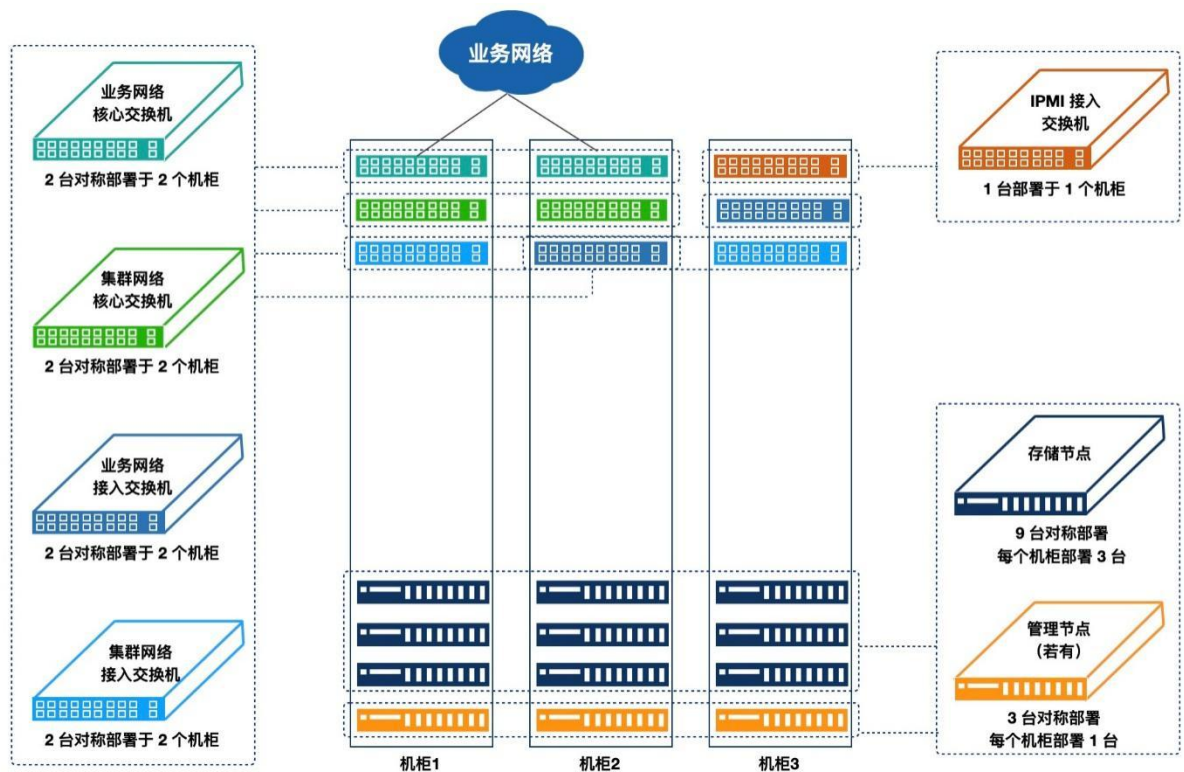 业务网络
业务网络
核心交换机
2 台对称部署于 2 个机柜
集群网络
核心交换机
2 台对称部署于 2 个机柜
业务网络
接入交换机
2 台对称部署于 2 个机柜
集群网络
接入交换机
2 台对称部署于 2 个机柜
IPMI 接入
交换机
1 台部署于 1 个机柜
存储节点
9 台对称部署
每个机柜部署 3 台
管理节点
（若有）
3 台对称部署
每个机柜部署 1 台
机柜1
机柜2
机柜3